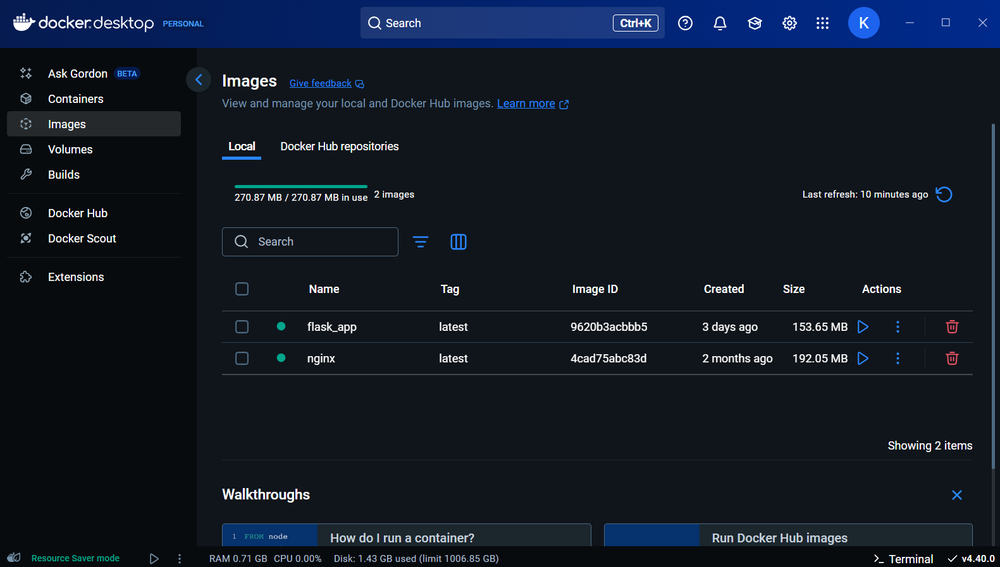 docker.desktop PERSONAL
Search Ctrl+K
K
Ask Gordon BETA
Containers
Images
Volumes
Builds
Docker Hub
Docker Scout
Extensions
Images Give feedback
View and manage your local and Docker Hub images. Learn more
Local Docker Hub repositories
270.87 MB / 270.87 MB in use 2 images
Last refresh: 10 minutes ago
Search
Name Tag Image ID Created Size Actions
flask_app latest 9620b3acbbb5 3 days ago 153.65 MB
nginx latest 4cad75abc83d 2 months ago 192.05 MB
Showing 2 items
Walkthroughs
1 FROM node
How do I run a container?
Run Docker Hub images
Resource Saver mode
RAM 0.71 GB CPU 0.00% Disk: 1.43 GB used (limit 1006.85 GB)
Terminal v4.40.0